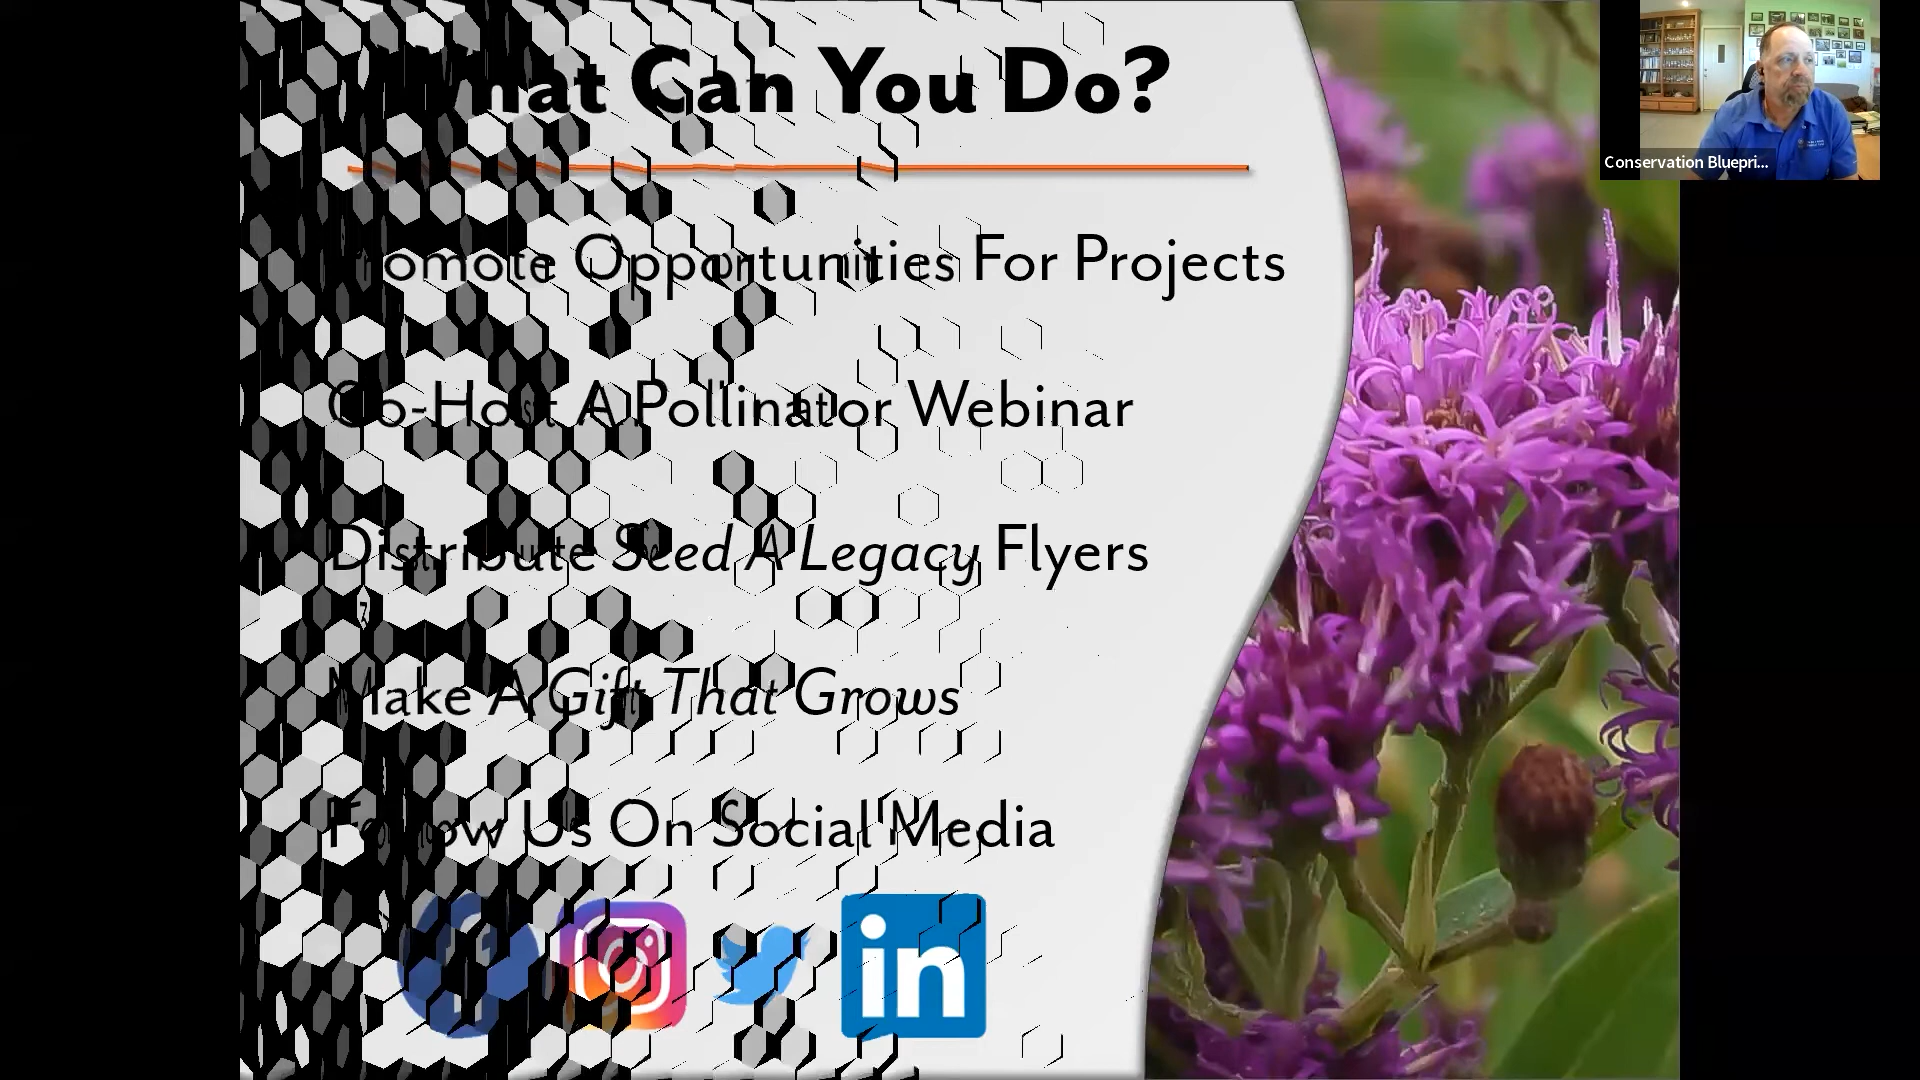 What Can You Do?
Conservation Bluepri...
Promote Opportunities For Projects
Co-Host A Pollinator Webinar
Distribute Seed A Legacy Flyers
Make A Gift That Grows
Follow Us On Social Media
in